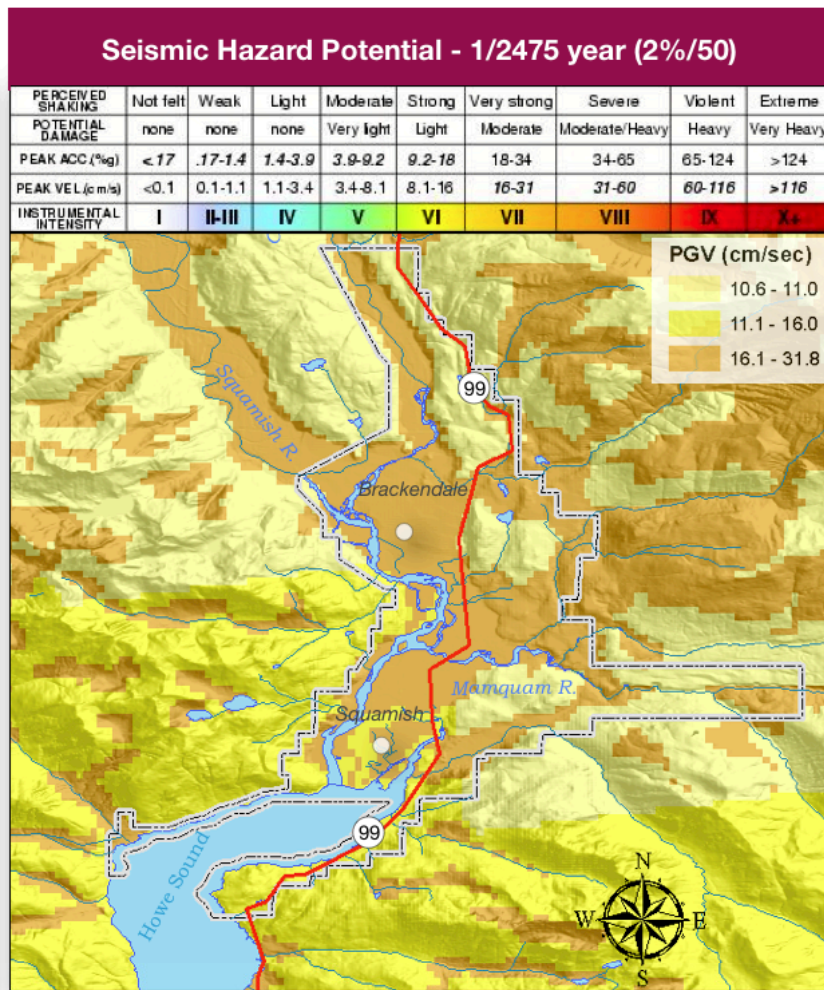 Seismic Hazard Potential - 1/2475 year (2%/50)
PERCEIVED SHAKING Not felt Weak Light Moderate Strong Very strong Severe Violent Extreme
POTENTIAL DAMAGE none none none Very light Light Moderate Moderate/Heavy Heavy Very Heavy
PEAK ACC.(%g) <.17 .17-1.4 1.4-3.9 3.9-9.2 9.2-18 18-34 34-65 65-124 >124
PEAK VEL.(cm/s) <0.1 0.1-1.1 1.1-3.4 3.4-8.1 8.1-16 16-31 31-60 60-116 >116
INSTRUMENTAL INTENSITY I II-III IV V VI VII VIII IX X+
PGV (cm/sec)
10.6 - 11.0
11.1 - 16.0
16.1 - 31.8
Squamish R.
99
Brackendale
Mamquam R.
Squamish
99
Howe Sound
N
W E
S